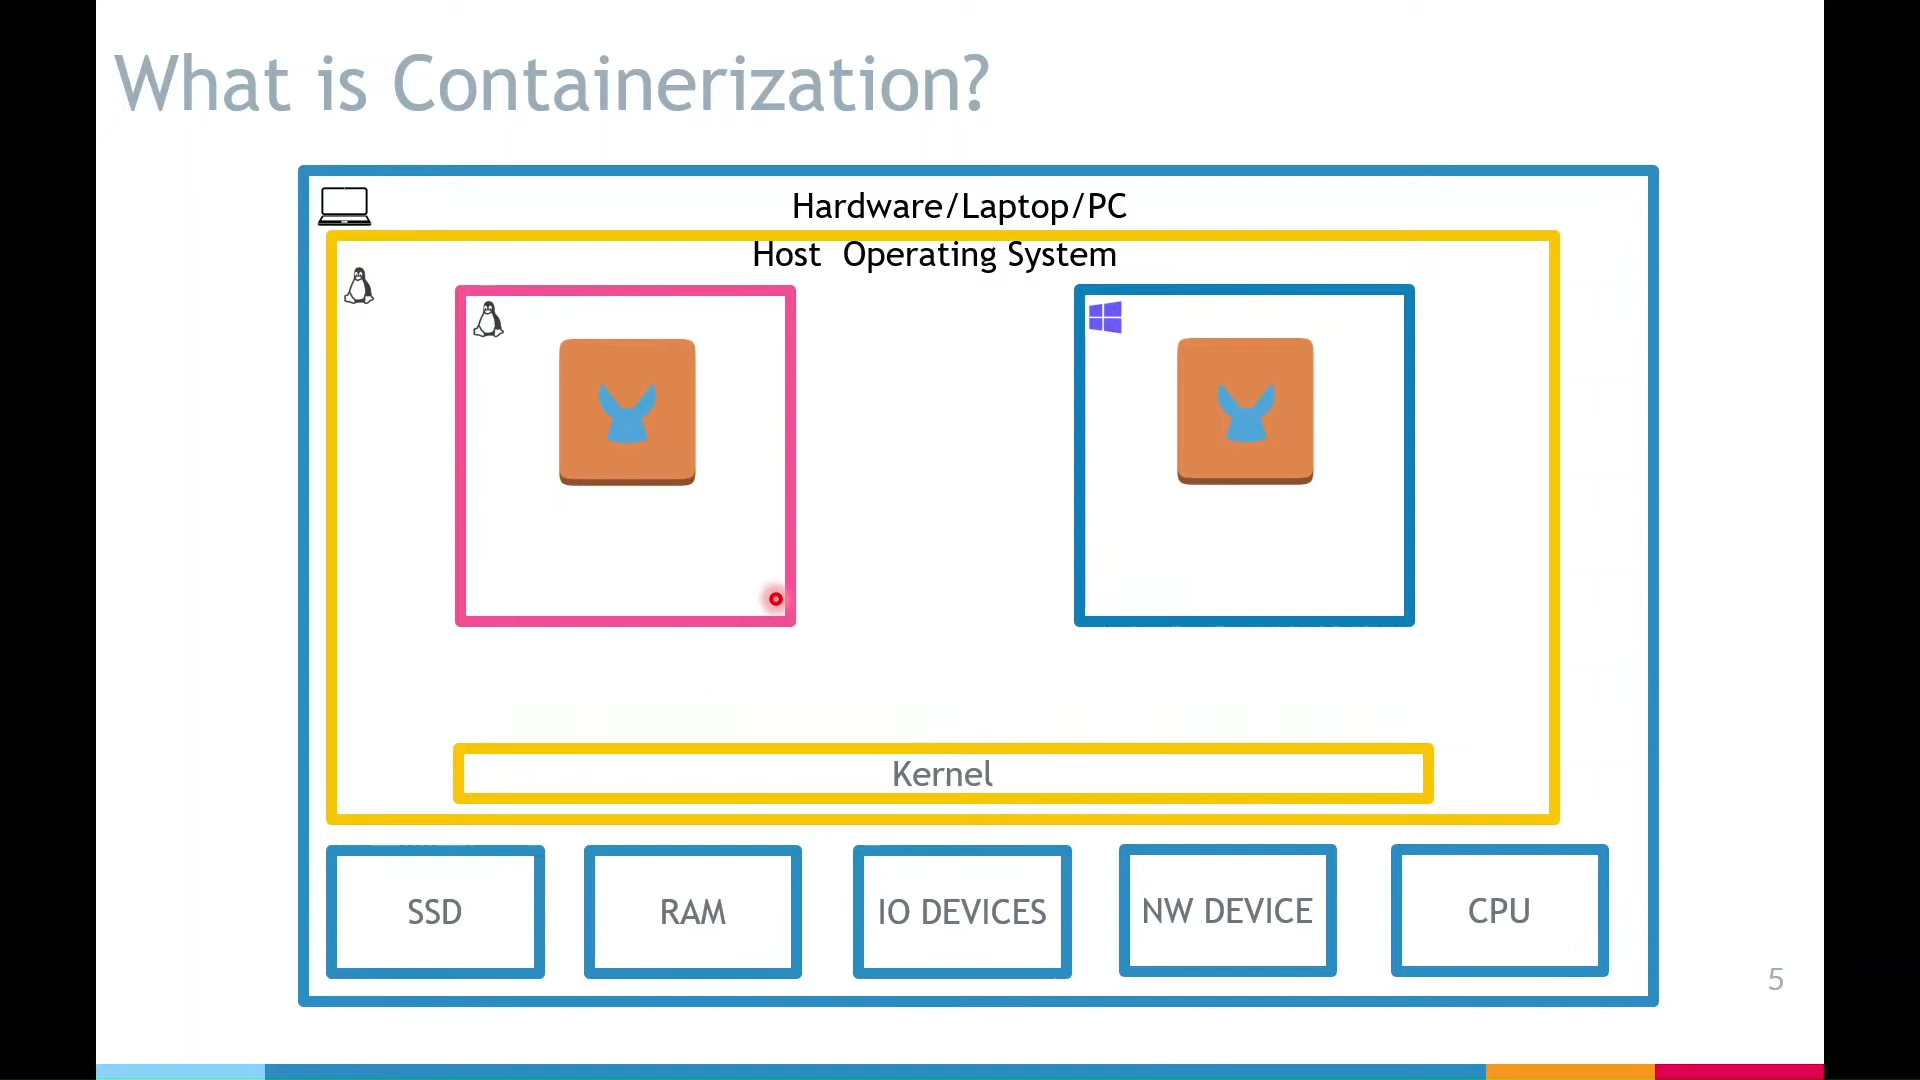 What is Containerization?
Hardware/Laptop/PC
Host Operating System
Kernel
SSD
RAM
IO DEVICES
NW DEVICE
CPU
5